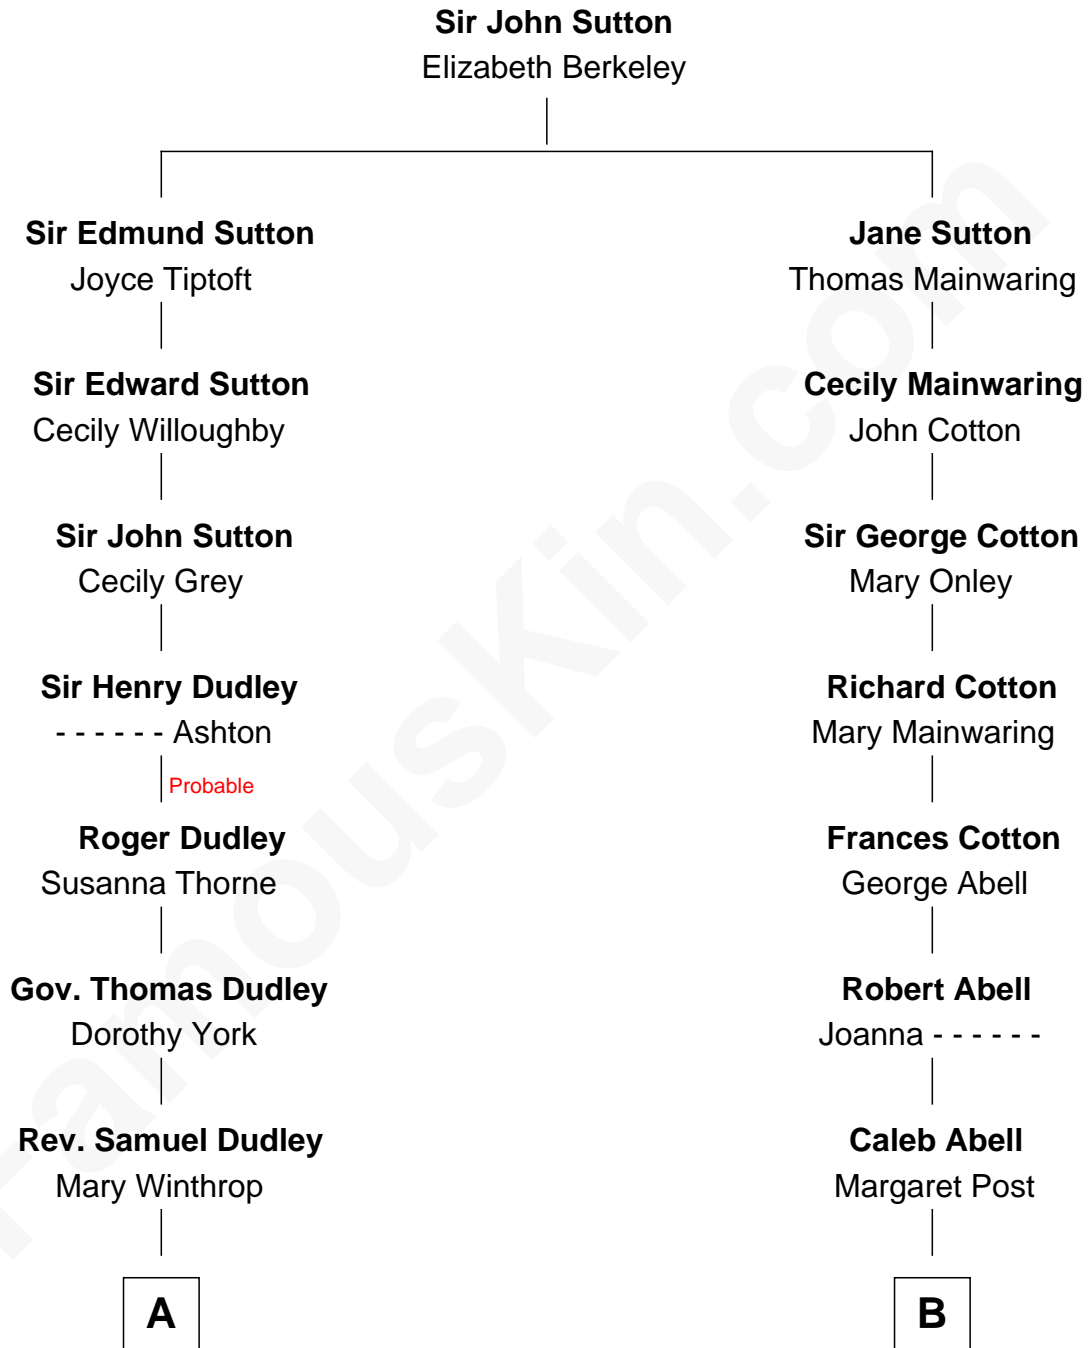 Sir John Sutton
Elizabeth Berkeley
Sir Edmund Sutton
Joyce Tiptoft
Jane Sutton
Thomas Mainwaring
Sir Edward Sutton
Cecily Willoughby
Cecily Mainwaring
John Cotton
Sir John Sutton
Cecily Grey
Sir George Cotton
Mary Onley
Sir Henry Dudley
- - - - - - Ashton
Richard Cotton
Mary Mainwaring
Probable
Roger Dudley
Susanna Thorne
Frances Cotton
George Abell
Gov. Thomas Dudley
Dorothy York
Robert Abell
Joanna - - - - - -
Rev. Samuel Dudley
Mary Winthrop
Caleb Abell
Margaret Post
A
B
FamousKin.com